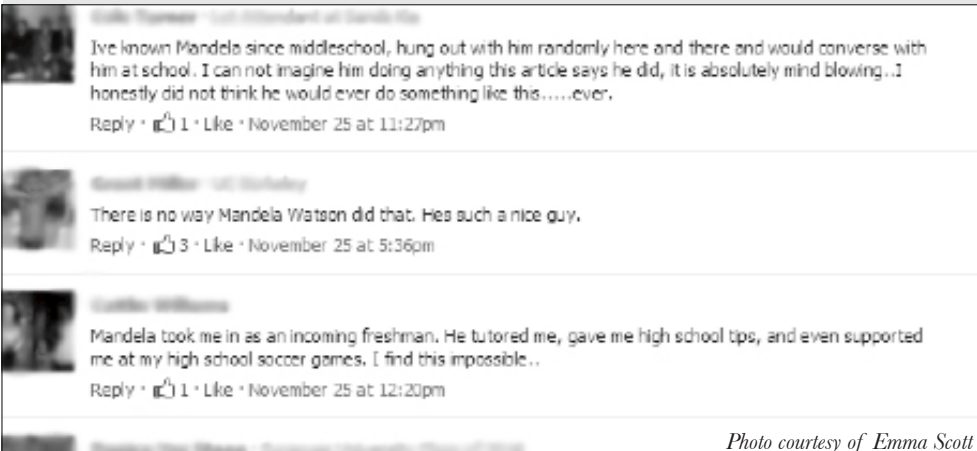 Ive known Mandela since middleschool, hung out with him randomly here and there and would converse with
him at school. I can not imagine him doing anything this article says he did, it is absolutely mind blowing..I
honestly did not think he would ever do something like this.....ever.
Reply · 1 · Like · November 25 at 11:27pm
There is no way Mandela Watson did that. Hes such a nice guy.
Reply · 3 · Like · November 25 at 5:36pm
Mandela took me in as an incoming freshman. He tutored me, gave me high school tips, and even supported
me at my high school soccer games. I find this impossible..
Reply · 1 · Like · November 25 at 12:20pm
Photo courtesy of Emma Scott